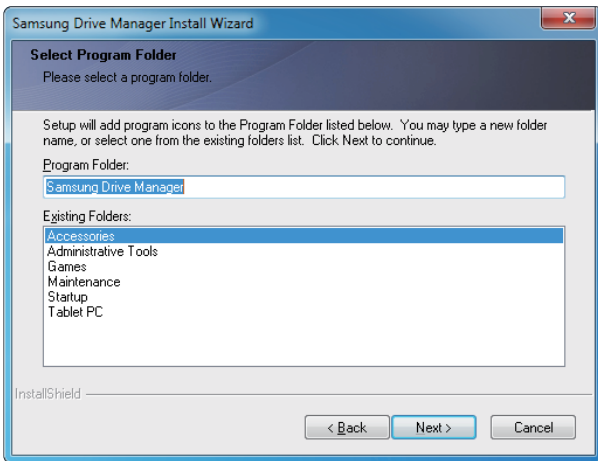 Samsung Drive Manager Install Wizard
Select Program Folder
Please select a program folder.
Setup will add program icons to the Program Folder listed below.  You may type a new folder
name, or select one from the existing folders list.  Click Next to continue.
Program Folder:
Samsung Drive Manager
Existing Folders:
Accessories
Administrative Tools
Games
Maintenance
Startup
Tablet PC
InstallShield
< Back Next > Cancel